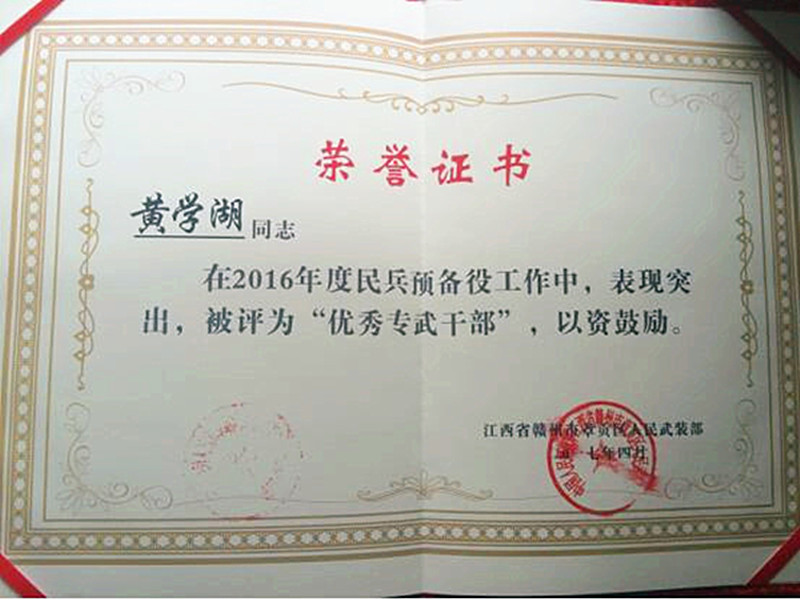 荣誉证书
黄学湖同志
在2016年度民兵预备役工作中，表现突
出，被评为“优秀专武干部”，以资鼓励。
江西省赣州市章贡区人民武装部
一七年四月